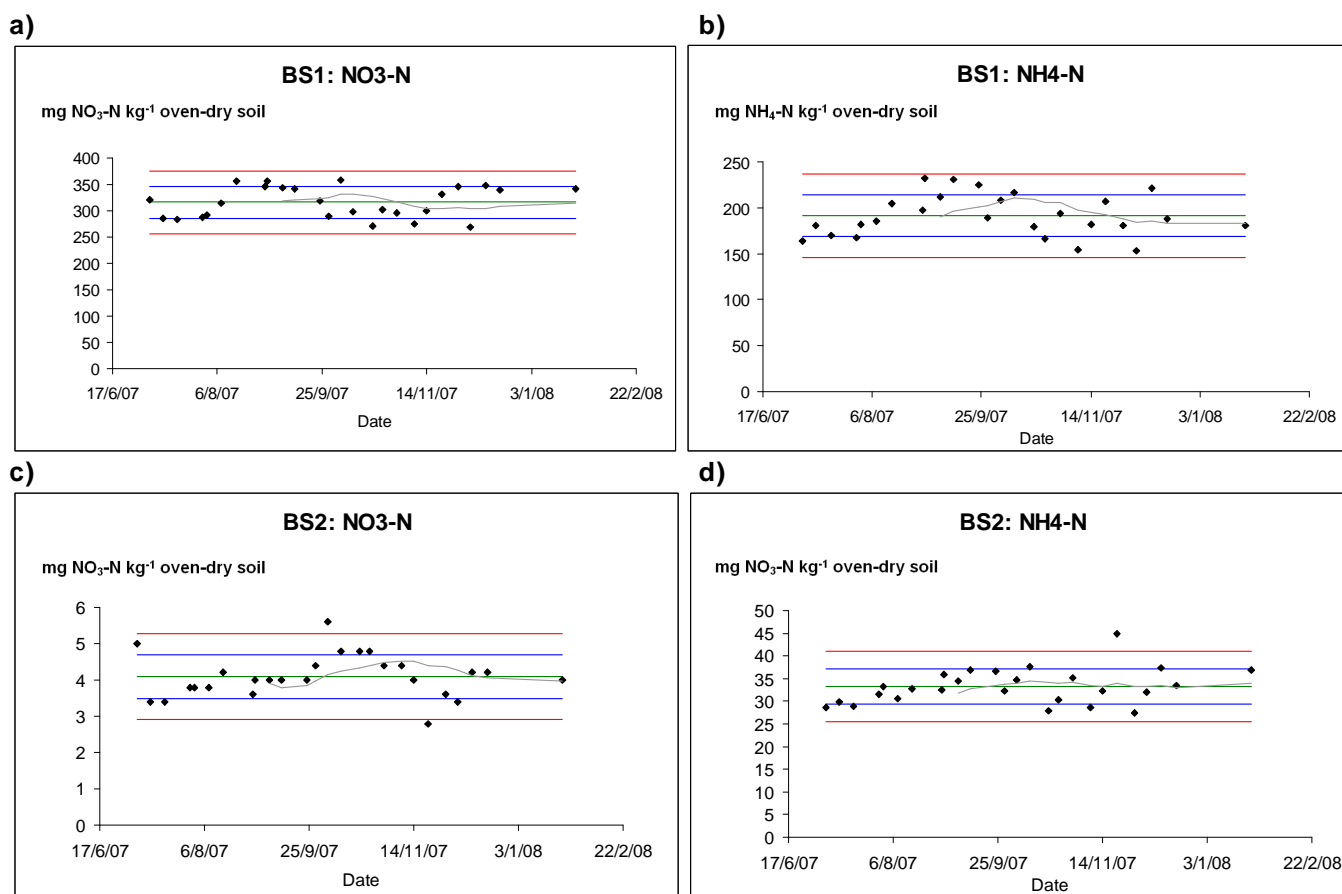 a)
BS1: NO3-N
mg NO₃-N kg⁻¹ oven-dry soil
400
350
300
250
200
150
100
50
0
17/6/07 6/8/07 25/9/07 14/11/07 3/1/08 22/2/08
Date
b)
BS1: NH4-N
mg NH₄-N kg⁻¹ oven-dry soil
250
200
150
100
50
0
17/6/07 6/8/07 25/9/07 14/11/07 3/1/08 22/2/08
Date
c)
BS2: NO3-N
mg NO₃-N kg⁻¹ oven-dry soil
6
5
4
3
2
1
0
17/6/07 6/8/07 25/9/07 14/11/07 3/1/08 22/2/08
Date
d)
BS2: NH4-N
mg NO₃-N kg⁻¹ oven-dry soil
50
45
40
35
30
25
20
15
10
5
0
17/6/07 6/8/07 25/9/07 14/11/07 3/1/08 22/2/08
Date